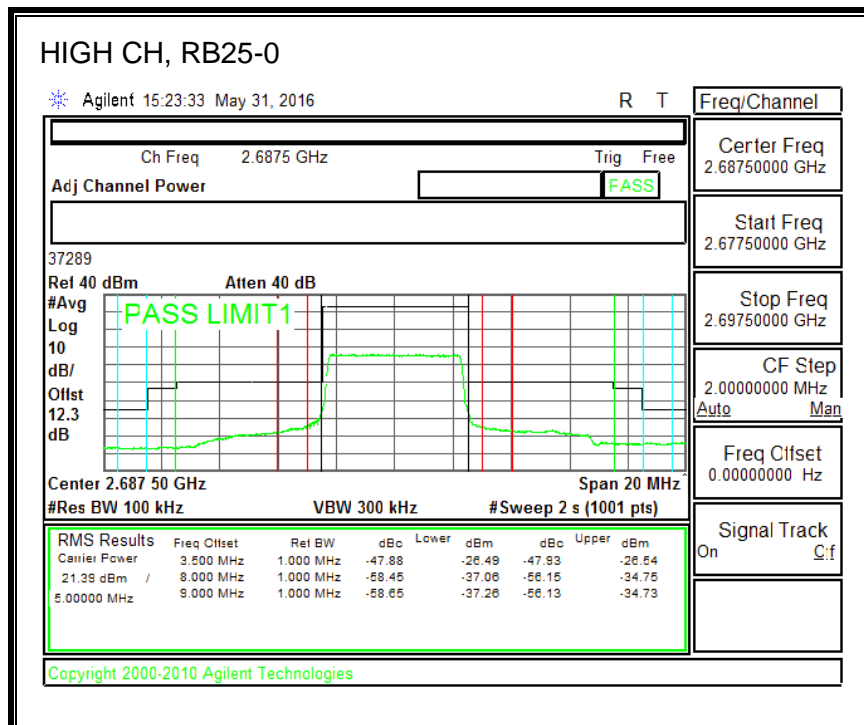 HIGH CH, RB25-0
Agilent 15:23:33 May 31, 2016 R T
Freq/Channel
Ch Freq 2.6875 GHz Trig Free
Adj Channel Power PASS
Center Freq
2.68750000 GHz
Start Freq
2.67750000 GHz
Stop Freq
2.69750000 GHz
CF Step
2.00000000 MHz
Auto Man
Freq Offset
0.00000000 Hz
Signal Track
On Off
37289
Ref 40 dBm Atten 40 dB
#Avg
Log
10
dB/
Offst
12.3
dB
PASS LIMIT1
Center 2.687 50 GHz Span 20 MHz^
#Res BW 100 kHz VBW 300 kHz #Sweep 2 s (1001 pts)
RMS Results Freq Offset Ref BW dBc Lower dBm dBc Upper dBm
Carrier Power 3.500 MHz 1.000 MHz -47.88 -26.49 -47.93 -26.54
21.39 dBm / 8.000 MHz 1.000 MHz -58.45 -37.06 -56.15 -34.75
5.00000 MHz 9.000 MHz 1.000 MHz -58.65 -37.26 -56.13 -34.73
Copyright 2000-2010 Agilent Technologies